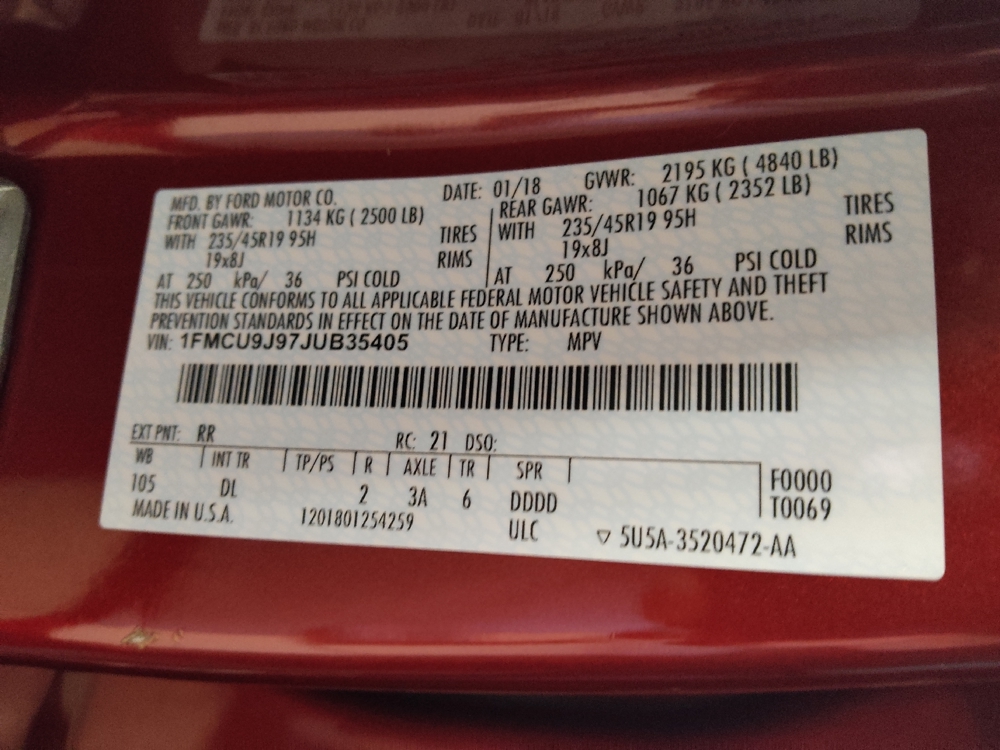 MFD. BY FORD MOTOR CO. DATE: 01/18 GVWR: 2195 KG ( 4840 LB)
FRONT GAWR: 1134 KG ( 2500 LB) REAR GAWR: 1067 KG ( 2352 LB)
WITH 235/45R19 95H TIRES WITH 235/45R19 95H TIRES
19x8J RIMS 19x8J RIMS
AT 250 kPa/ 36 PSI COLD AT 250 kPa/ 36 PSI COLD
THIS VEHICLE CONFORMS TO ALL APPLICABLE FEDERAL MOTOR VEHICLE SAFETY AND THEFT
PREVENTION STANDARDS IN EFFECT ON THE DATE OF MANUFACTURE SHOWN ABOVE.
VIN: 1FMCU9J97JUB35405 TYPE: MPV
EXT PNT: RR RC: 21 DSO:
WB INT TR TP/PS R AXLE TR SPR
105 DL 2 3A 6 DDDD F0000
T0069
MADE IN U.S.A. 1201801254259 ULC ▽ 5U5A-3520472-AA